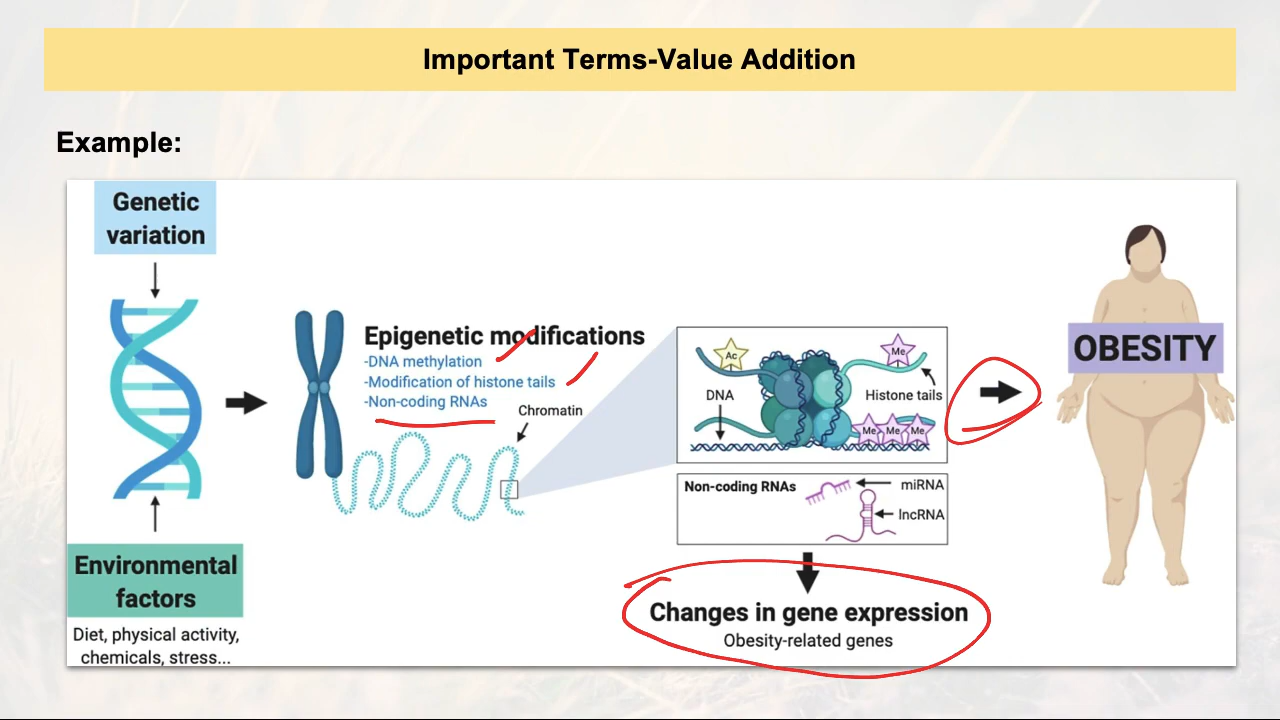 Important Terms-Value Addition
Example:
Genetic
variation
Environmental
factors
Diet, physical activity,
chemicals, stress...
Epigenetic modifications
-DNA methylation
-Modification of histone tails
-Non-coding RNAs
Chromatin
Ac
Me
DNA
Histone tails
Me Me Me
Non-coding RNAs
miRNA
lncRNA
Changes in gene expression
Obesity-related genes
OBESITY